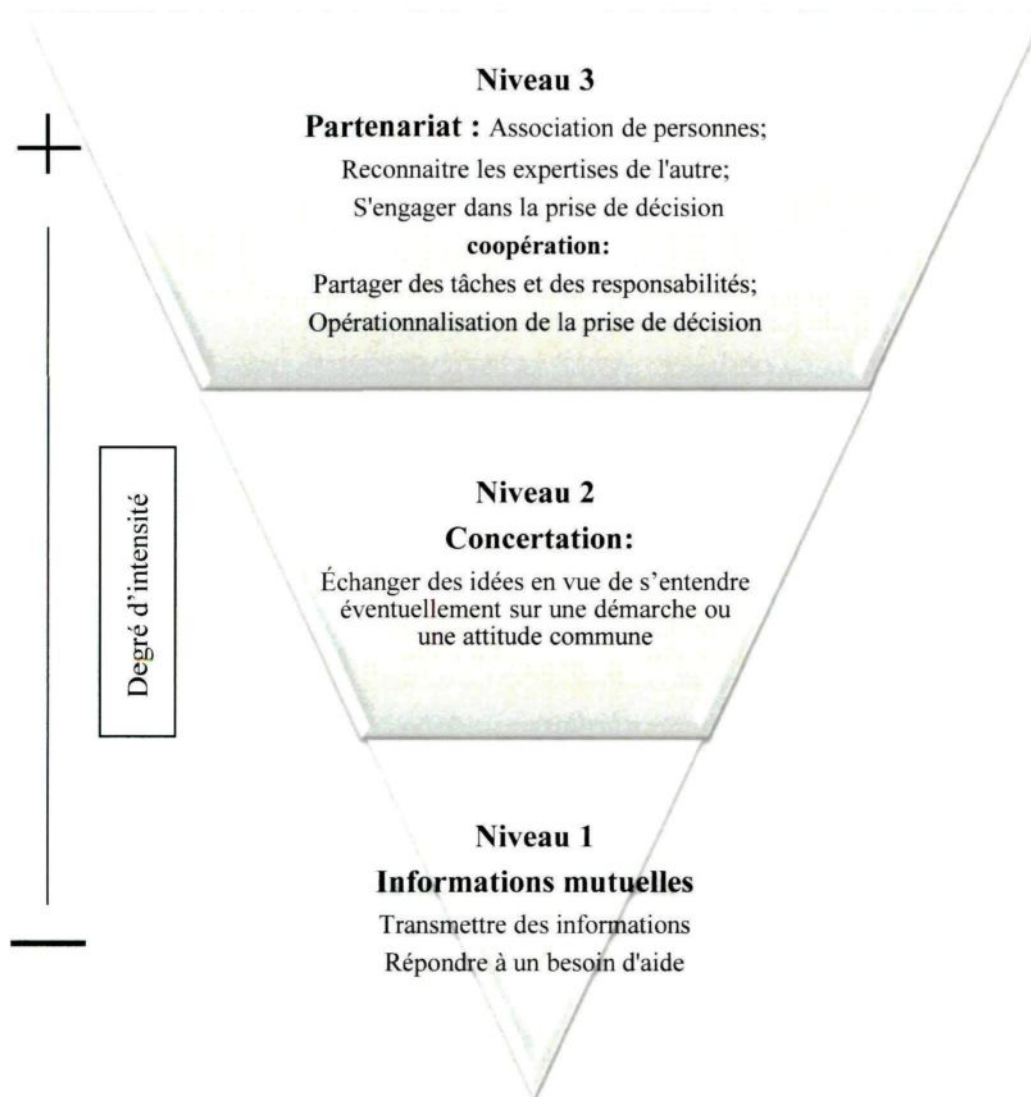 Niveau 3
Partenariat : Association de personnes;
Reconnaitre les expertises de l'autre;
S'engager dans la prise de décision
coopération:
Partager des tâches et des responsabilités;
Opérationnalisation de la prise de décision
Degré d'intensité
Niveau 2
Concertation:
Échanger des idées en vue de s'entendre
éventuellement sur une démarche ou
une attitude commune
Niveau 1
Informations mutuelles
Transmettre des informations
Répondre à un besoin d'aide